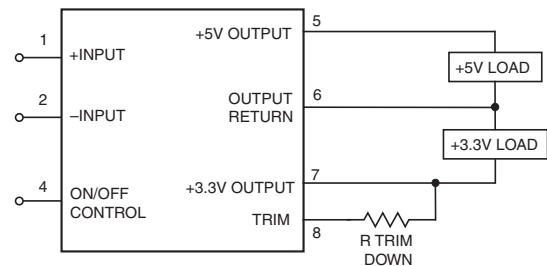 1
+INPUT
2
–INPUT
4
ON/OFF
CONTROL
+5V OUTPUT
5
OUTPUT
RETURN
6
+3.3V OUTPUT
7
TRIM
8
+5V LOAD
+3.3V LOAD
R TRIM
DOWN